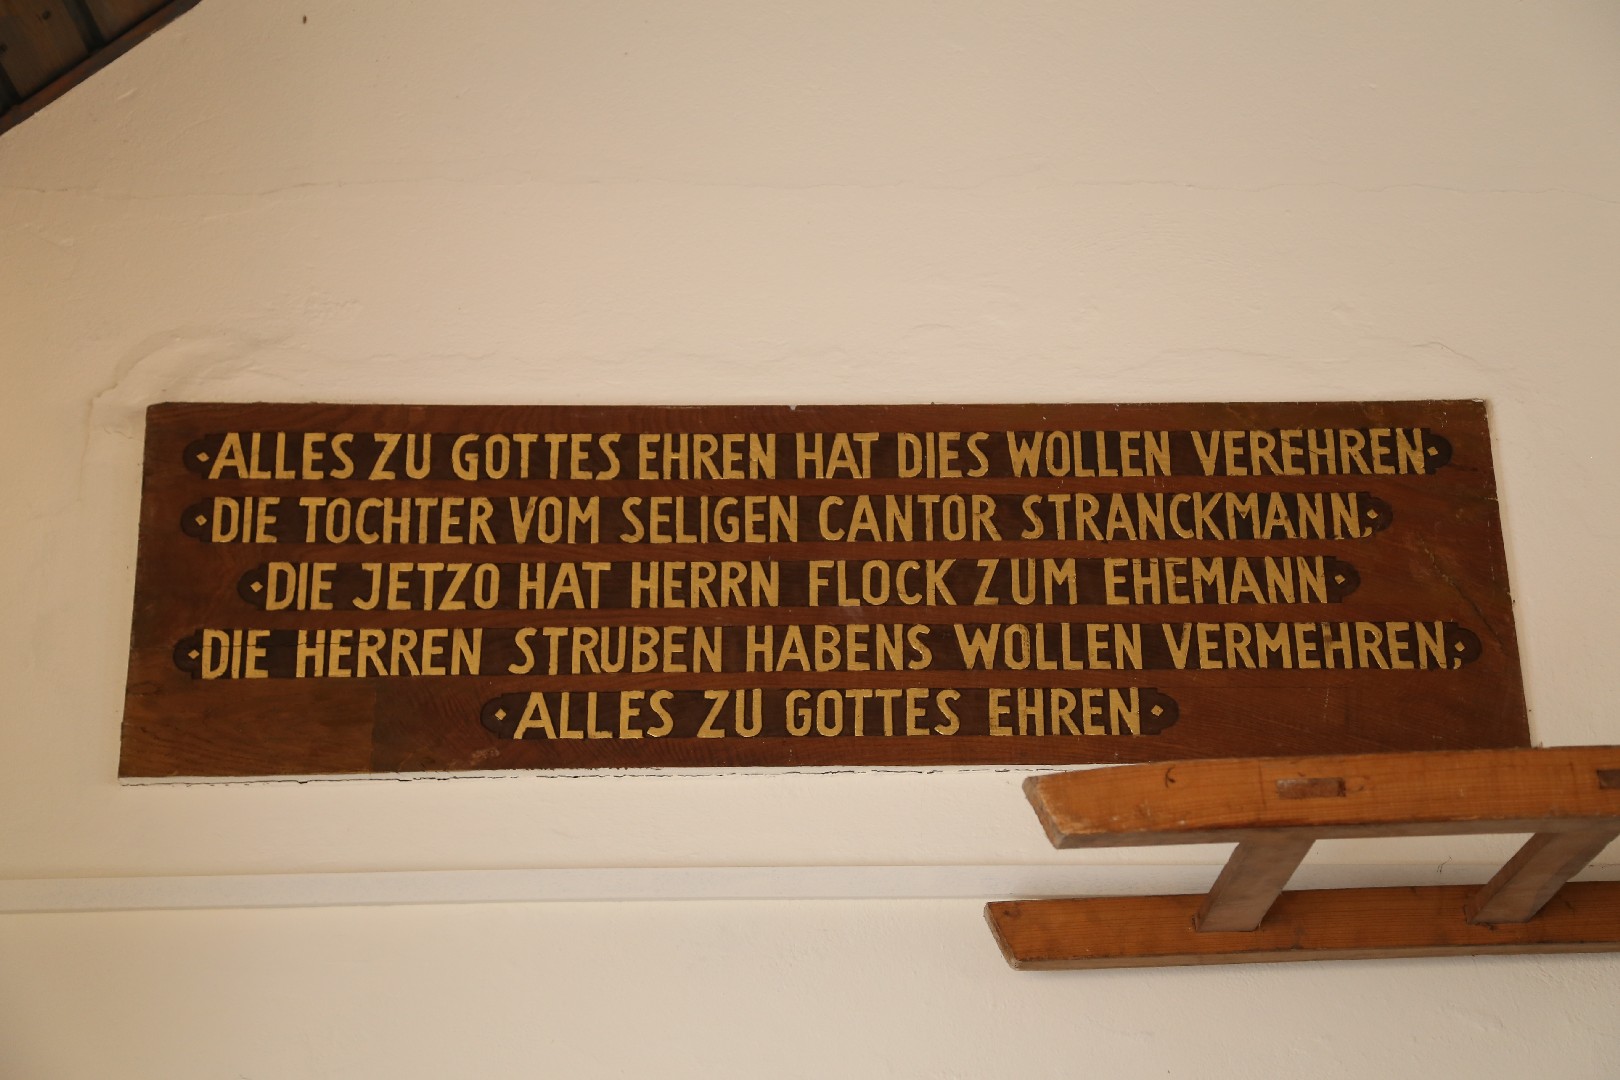 ·ALLES ZU GOTTES EHREN HAT DIES WOLLEN VEREHREN·
·DIE TOCHTER VOM SELIGEN CANTOR STRANCKMANN,·
·DIE JETZO HAT HERRN FLOCK ZUM EHEMANN·
·DIE HERREN STRUBEN HABENS WOLLEN VERMEHREN,·
·ALLES ZU GOTTES EHREN·